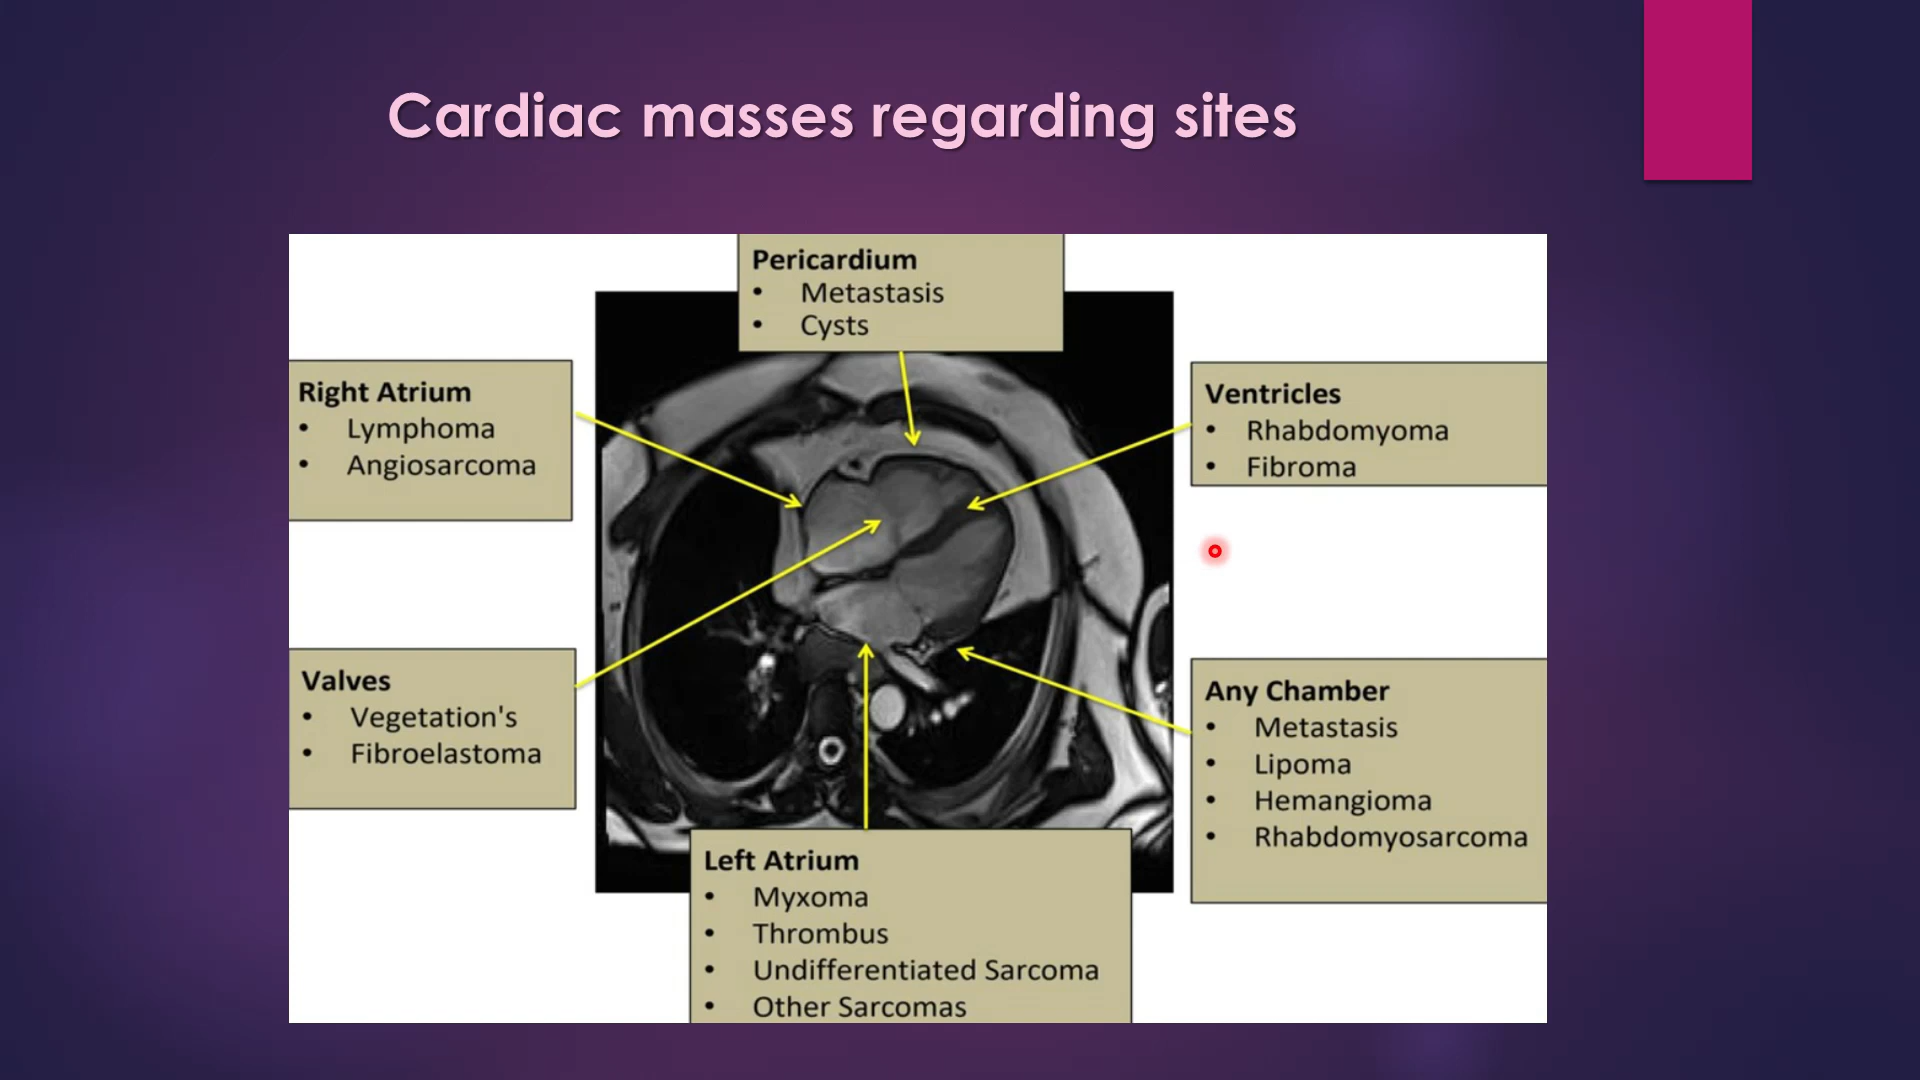 Cardiac masses regarding sites
Pericardium
• Metastasis
• Cysts
Right Atrium
• Lymphoma
• Angiosarcoma
Ventricles
• Rhabdomyoma
• Fibroma
Valves
• Vegetation's
• Fibroelastoma
Any Chamber
• Metastasis
• Lipoma
• Hemangioma
• Rhabdomyosarcoma
Left Atrium
• Myxoma
• Thrombus
• Undifferentiated Sarcoma
• Other Sarcomas